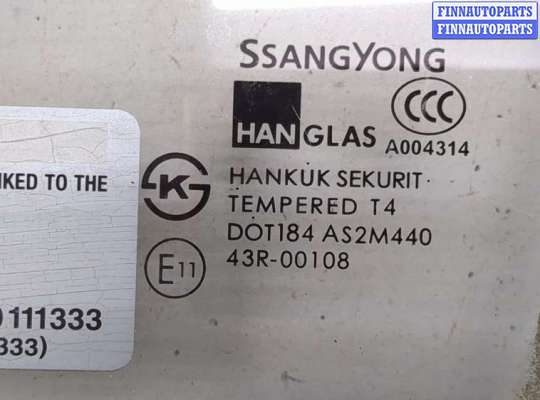 FINNAUTOPARTS
FINNAUTOPARTS
SSANGYONG
CCC
HANGLAS A004314
KS
HANKUK SEKURIT
TEMPERED T4
DOT184 AS2M440
E11 43R-00108
KED TO THE
111333
333)